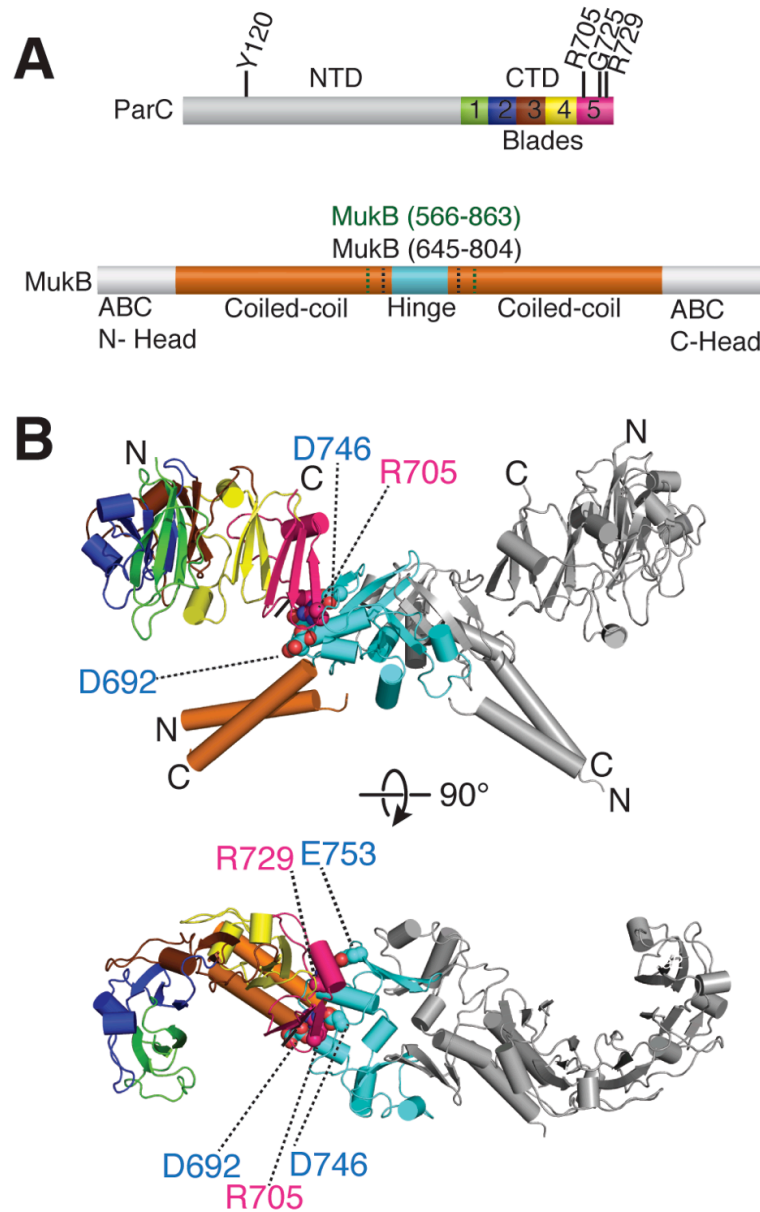 A
Y120
R705
G725
R729
NTD
CTD
ParC
1 2 3 4 5
Blades
MukB (566-863)
MukB (645-804)
MukB
ABC
N- Head
Coiled-coil
Hinge
Coiled-coil
ABC
C-Head
B
N
D746
C
R705
C
N
D692
N
C
C
N
90°
R729 E753
D692
D746
R705